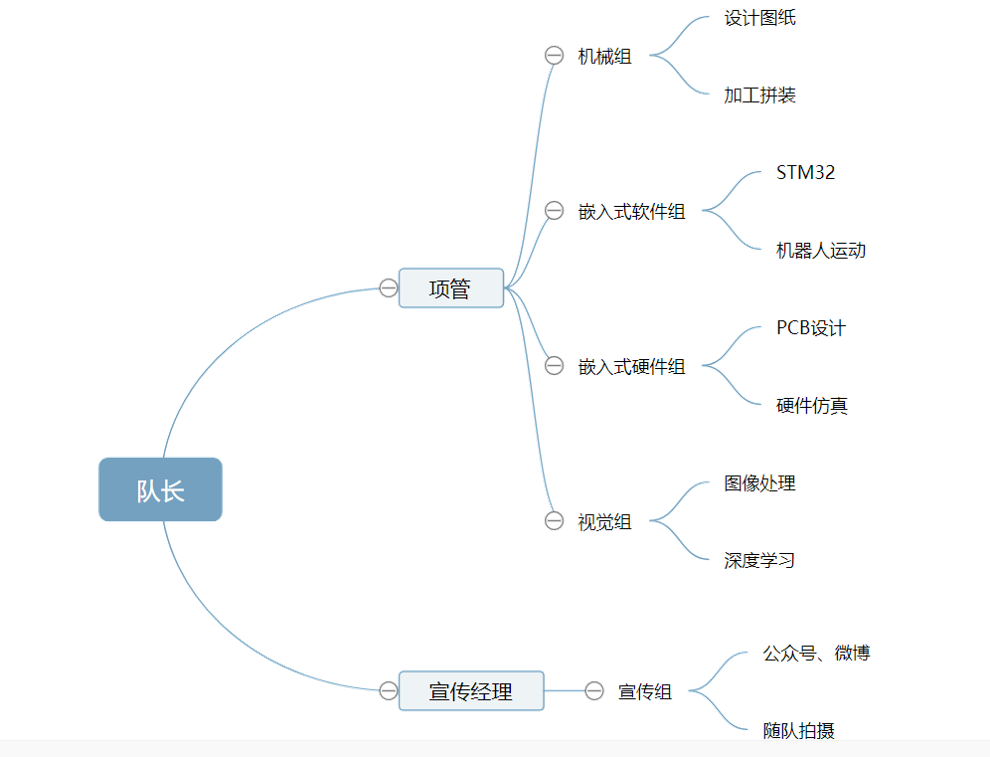 设计图纸
机械组
加工拼装
STM32
嵌入式软件组
机器人运动
项管
PCB设计
嵌入式硬件组
硬件仿真
图像处理
队长
视觉组
深度学习
公众号、微博
宣传经理
宣传组
随队拍摄